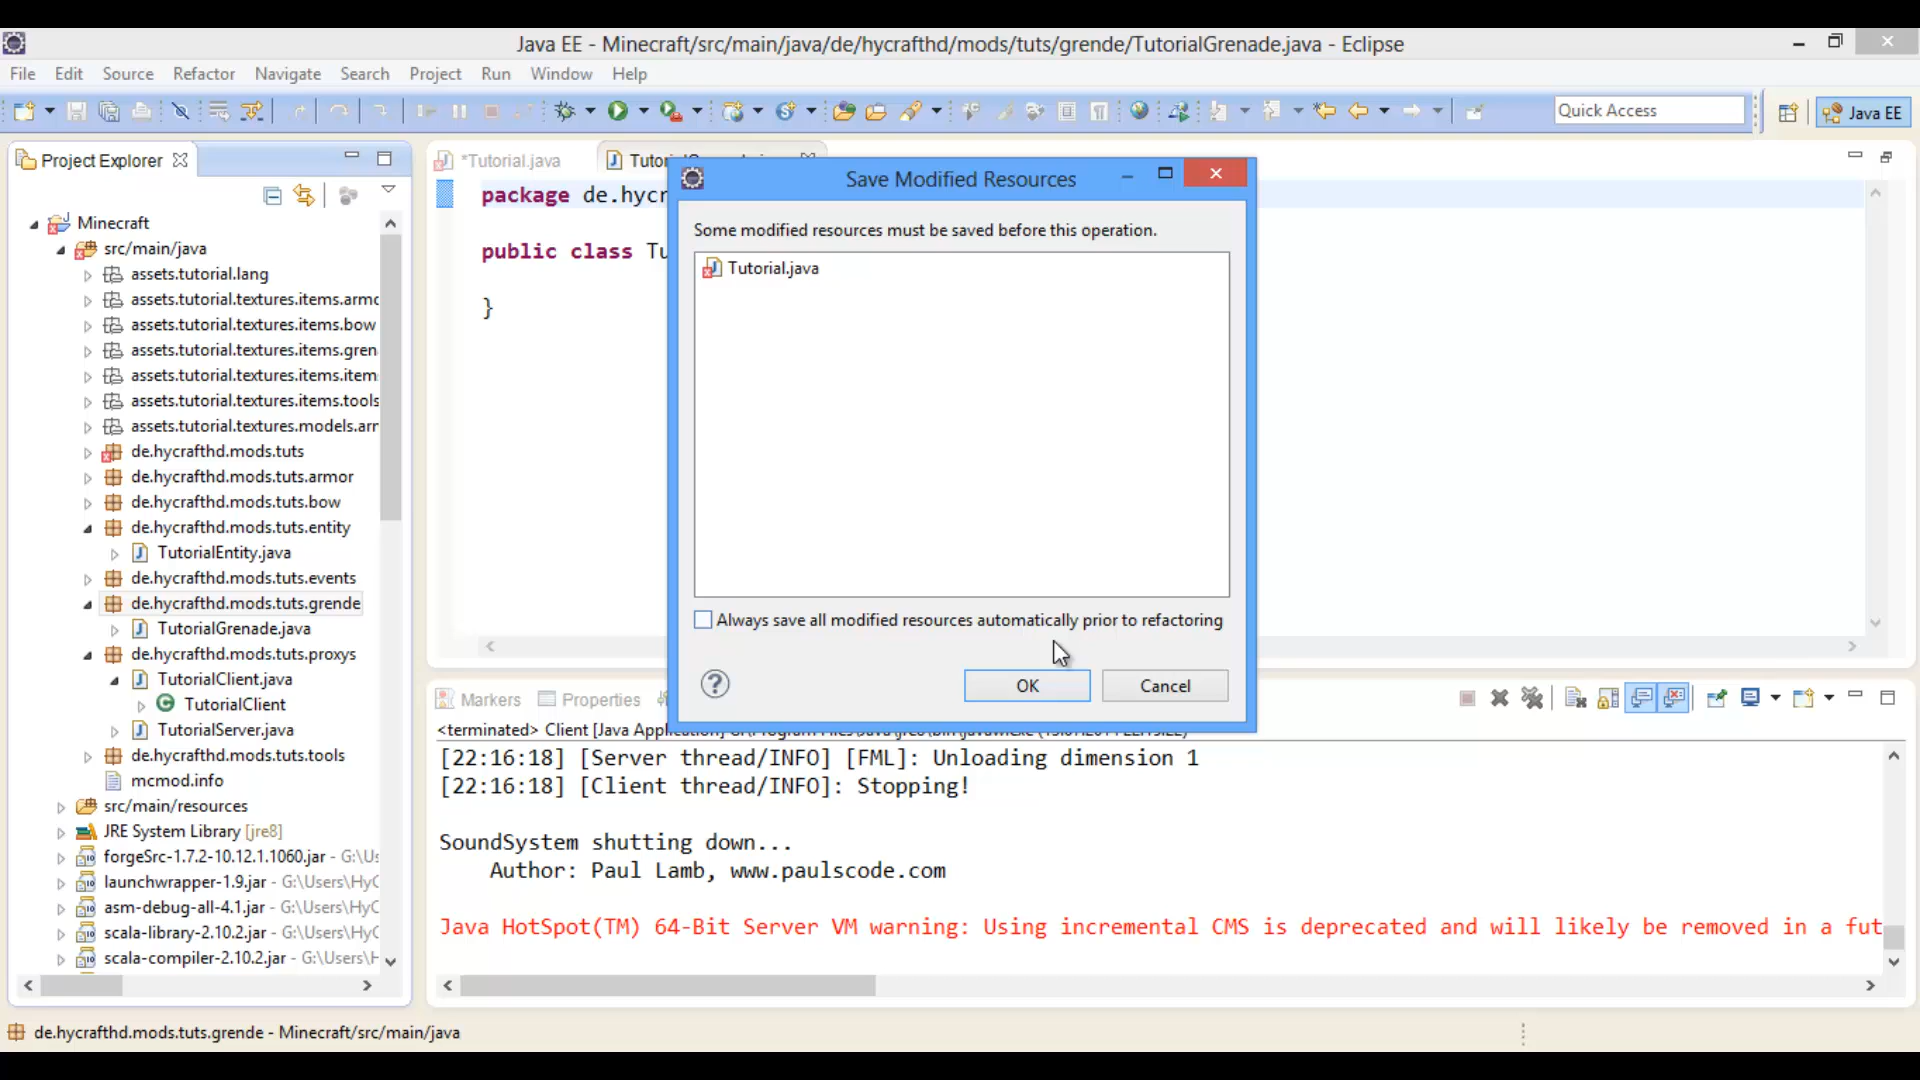 Java EE - Minecraft/src/main/java/de/hycrafthd/mods/tuts/grende/TutorialGrenade.java - Eclipse
File Edit Source Refactor Navigate Search Project Run Window Help
Quick Access
Java EE
Project Explorer
Minecraft
src/main/java
assets.tutorial.lang
assets.tutorial.textures.items.armo
assets.tutorial.textures.items.bow
assets.tutorial.textures.items.gren
assets.tutorial.textures.items.item
assets.tutorial.textures.items.tools
assets.tutorial.textures.models.arm
de.hycrafthd.mods.tuts
de.hycrafthd.mods.tuts.armor
de.hycrafthd.mods.tuts.bow
de.hycrafthd.mods.tuts.entity
TutorialEntity.java
de.hycrafthd.mods.tuts.events
de.hycrafthd.mods.tuts.grende
TutorialGrenade.java
de.hycrafthd.mods.tuts.proxys
TutorialClient.java
TutorialClient
TutorialServer.java
de.hycrafthd.mods.tuts.tools
mcmod.info
src/main/resources
JRE System Library [jre8]
forgeSrc-1.7.2-10.12.1.1060.jar - G:\Us
launchwrapper-1.9.jar - G:\Users\HyC
asm-debug-all-4.1.jar - G:\Users\HyC
scala-library-2.10.2.jar - G:\Users\HyC
scala-compiler-2.10.2.jar - G:\Users\H
*Tutorial.java
package de.hycr
public class Tu
}
Save Modified Resources
Some modified resources must be saved before this operation.
Tutorial.java
Always save all modified resources automatically prior to refactoring
OK
Cancel
Markers
Properties
<terminated> Client [Java
[22:16:18] [Server thread/INFO] [FML]: Unloading dimension 1
[22:16:18] [Client thread/INFO]: Stopping!
SoundSystem shutting down...
Author: Paul Lamb, www.paulscode.com
Java HotSpot(TM) 64-Bit Server VM warning: Using incremental CMS is deprecated and will likely be removed in a fut
de.hycrafthd.mods.tuts.grende - Minecraft/src/main/java